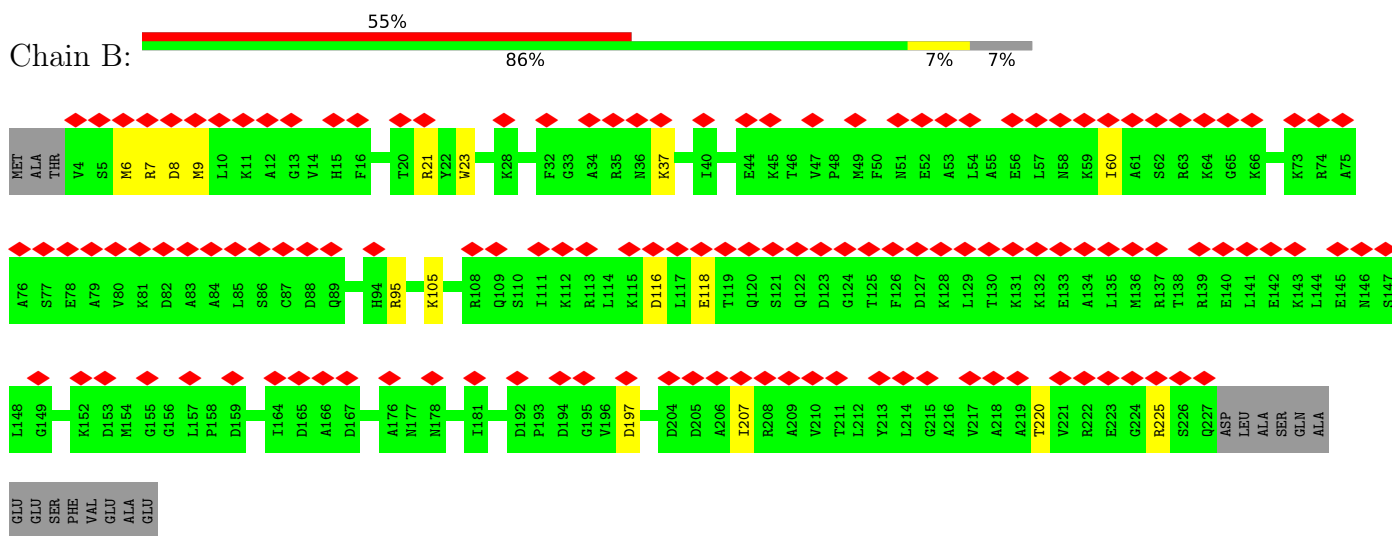 55%
Chain B:
86% 7% 7%
MET ALA THR V4 S5 M6 R7 D8 M9 L10 K11 A12 G13 V14 H15 F16 T20 R21 Y22 W23 K28 F32 G33 A34 R35 N36 K37 I40 E44 K45 T46 V47 P48 M49 F50 N51 E52 A53 L54 A55 E56 L57 N58 K59 I60 A61 S62 R63 K64 G65 K66 K73 R74 A75
A76 S77 E78 A79 V80 K81 D82 A83 A84 L85 S86 C87 D88 Q89 H94 R95 K105 R108 Q109 S110 I111 K112 R113 L114 K115 D116 L117 E118 T119 Q120 S121 Q122 D123 G124 T125 F126 D127 K128 L129 T130 K131 K132 E133 A134 L135 M136 R137 T138 R139 E140 L141 E142 K143 L144 E145 N146 S147
L148 G149 K152 D153 M154 G155 G156 L157 P158 D159 I164 D165 A166 D167 A176 N177 N178 I181 D192 P193 D194 G195 V196 D197 D204 D205 A206 I207 R208 A209 V210 T211 L212 Y213 L214 G215 A216 V217 A218 A219 T220 V221 R222 E223 G224 R225 S226 Q227 ASP LEU ALA SER GLN ALA
GLU GLU SER PHE VAL GLU ALA GLU